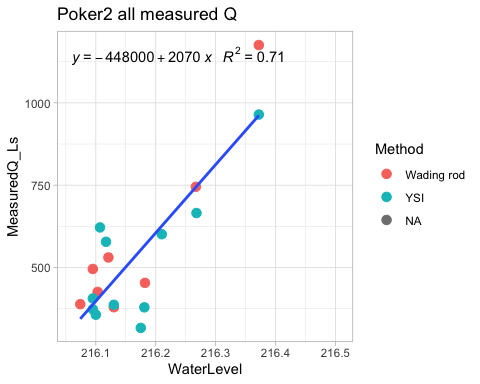 Poker2 all measured Q
y = −448000 + 2070 x R² = 0.71
1000
750
500
MeasuredQ_Ls
216.1 216.2 216.3 216.4 216.5
WaterLevel
Method
Wading rod
YSI
NA